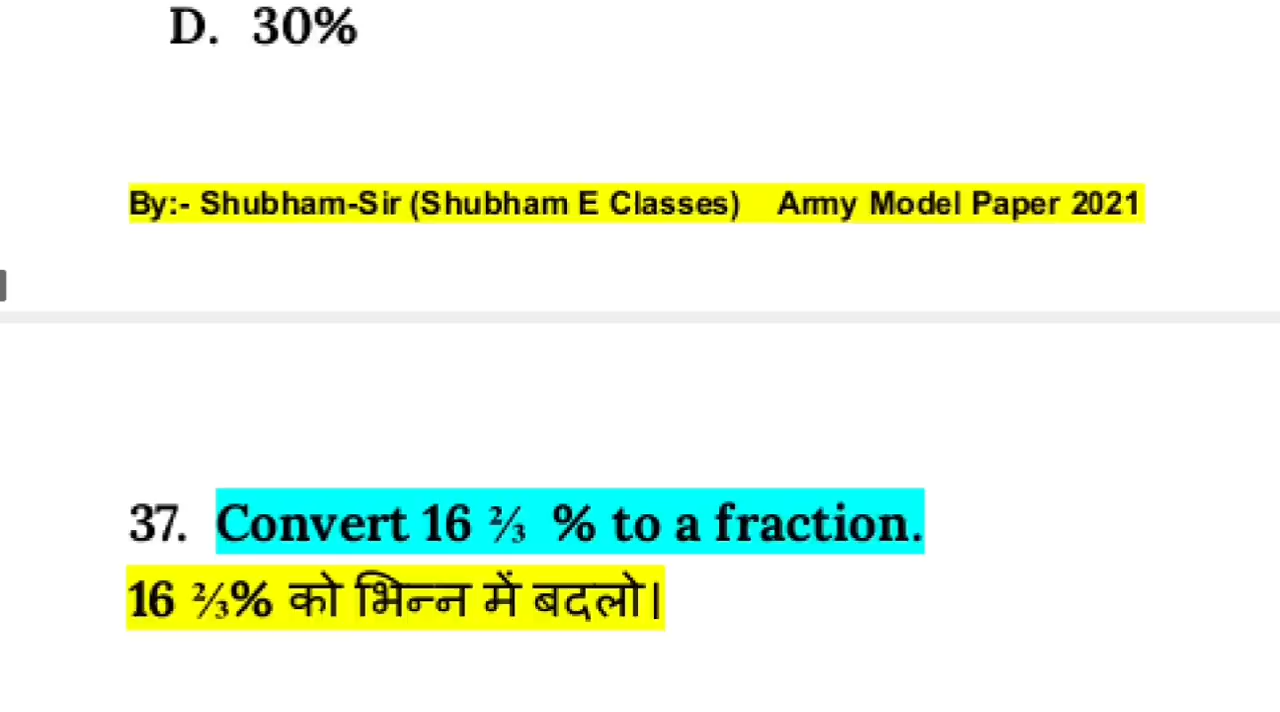 D. 30%
By:- Shubham-Sir (Shubham E Classes) Army Model Paper 2021
37. Convert 16 ⅔ % to a fraction.
16 ⅔% को भिन्न में बदलो।